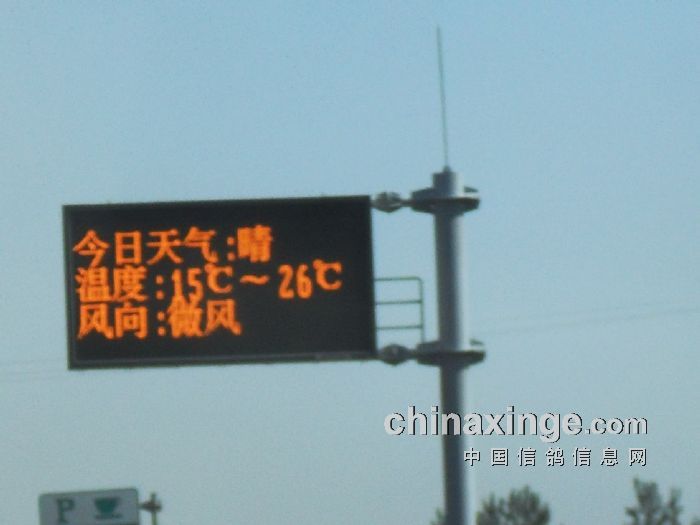 今日天气:晴
温度:15℃~26℃
风向:微风
chinaxinge.com
中国信鸽信息网
P